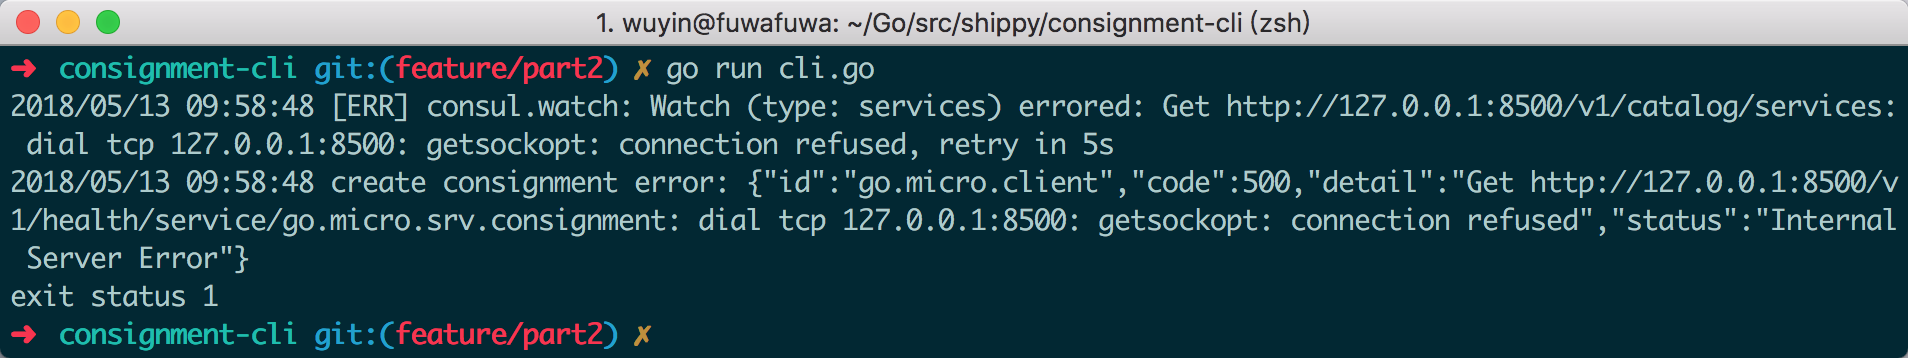 1. wuyin@fuwafuwa: ~/Go/src/shippy/consignment-cli (zsh)
➜ consignment-cli git:(feature/part2) ✗ go run cli.go
2018/05/13 09:58:48 [ERR] consul.watch: Watch (type: services) errored: Get http://127.0.0.1:8500/v1/catalog/services:
dial tcp 127.0.0.1:8500: getsockopt: connection refused, retry in 5s
2018/05/13 09:58:48 create consignment error: {"id":"go.micro.client","code":500,"detail":"Get http://127.0.0.1:8500/v
1/health/service/go.micro.srv.consignment: dial tcp 127.0.0.1:8500: getsockopt: connection refused","status":"Internal
Server Error"}
exit status 1
➜ consignment-cli git:(feature/part2) ✗